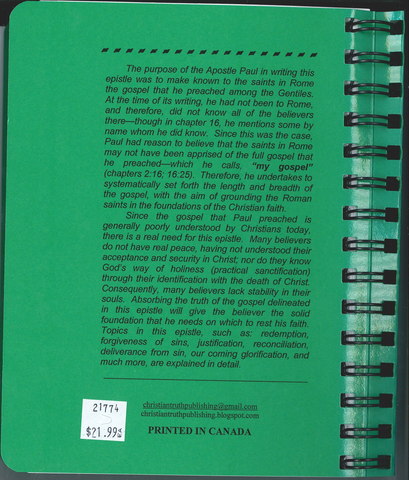 The purpose of the Apostle Paul in writing this
epistle was to make known to the saints in Rome
the gospel that he preached among the Gentiles.
At the time of its writing, he had not been to Rome,
and therefore, did not know all of the believers
there—though in chapter 16, he mentions some by
name whom he did know. Since this was the case,
Paul had reason to believe that the saints in Rome
may not have been apprised of the full gospel that
he preached—which he calls, "my gospel"
(chapters 2:16; 16:25). Therefore, he undertakes to
systematically set forth the length and breadth of
the gospel, with the aim of grounding the Roman
saints in the foundations of the Christian faith.
Since the gospel that Paul preached is
generally poorly understood by Christians today,
there is a real need for this epistle. Many believers
do not have real peace, having not understood their
acceptance and security in Christ; nor do they know
God's way of holiness (practical sanctification)
through their identification with the death of Christ.
Consequently, many believers lack stability in their
souls. Absorbing the truth of the gospel delineated
in this epistle will give the believer the solid
foundation that he needs on which to rest his faith.
Topics in this epistle, such as: redemption,
forgiveness of sins, justification, reconciliation,
deliverance from sin, our coming glorification, and
much more, are explained in detail.
christiantruthpublishing@gmail.com
christiantruthpublishing.blogspot.com
PRINTED IN CANADA
21774
$21.99